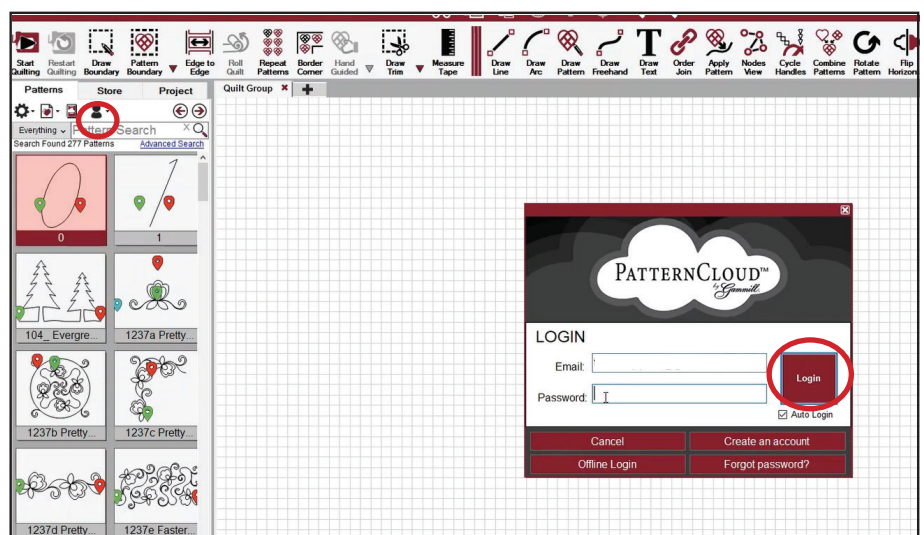 Start Quilting
Restart Quilting
Draw Boundary
Pattern Boundary
Edge to Edge
Roll Quilt
Repeat Patterns
Border Corner
Hand Guided
Draw Trim
Measure Tape
Draw Line
Draw Arc
Draw Pattern
Draw Freehand
T
Draw Text
Order Join
Apply Pattern
Nodes View
Cycle Handles
Combine Patterns
Rotate Pattern
Flip Horizon
Patterns Store Project
Quilt Group
Everything Pattern Search
Search Found 277 Patterns Advanced Search
0 1
104_ Evergre... 1237a Pretty...
1237b Pretty... 1237c Pretty...
1237d Pretty... 1237e Faster...
PATTERNCLOUD™
by Gammill
LOGIN
Email:
Password:
Login
Auto Login
Cancel Create an account
Offline Login Forgot password?